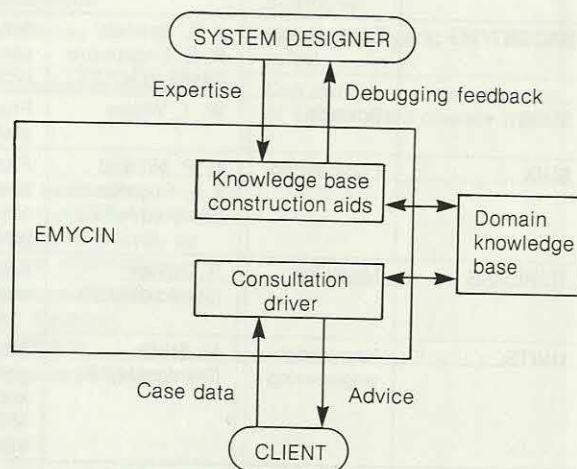 SYSTEM DESIGNER
Expertise
Debugging feedback
Knowledge base
construction aids
EMYCIN
Domain
knowledge
base
Consultation
driver
Case data
Advice
CLIENT